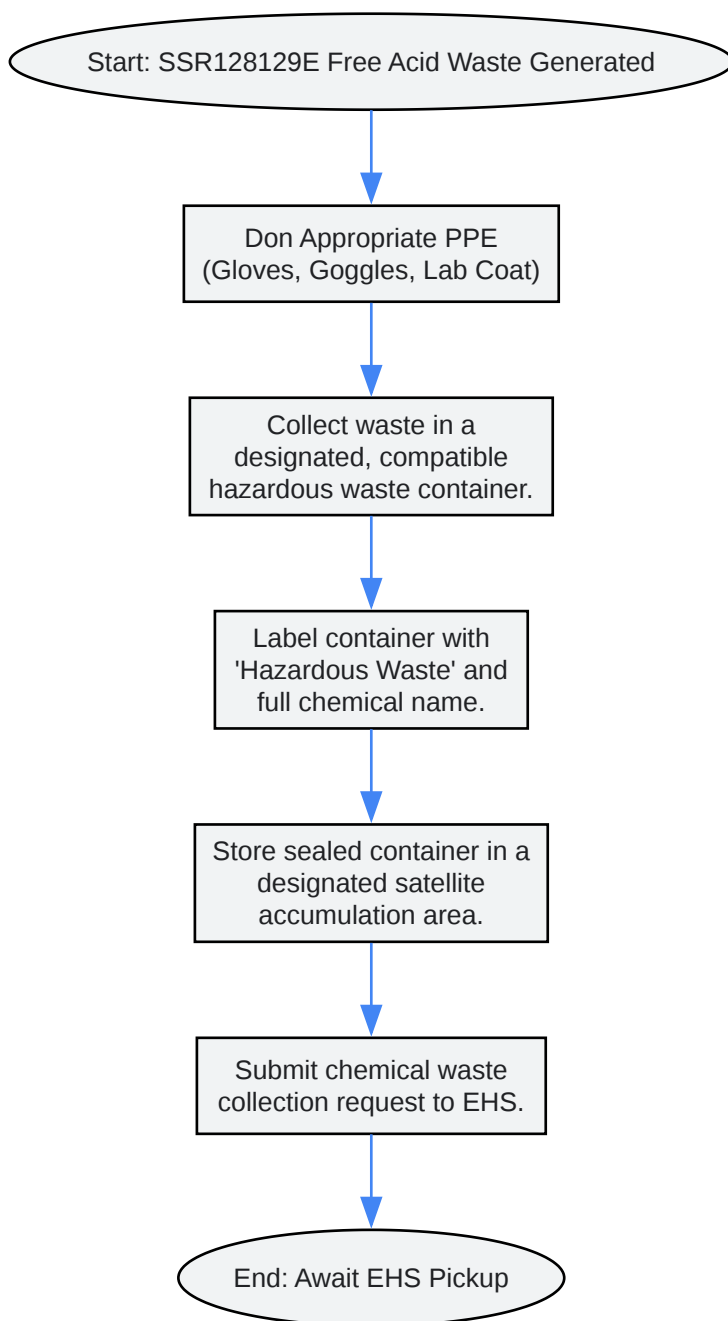 Start: SSR128129E Free Acid Waste Generated
Don Appropriate PPE
(Gloves, Goggles, Lab Coat)
Collect waste in a
designated, compatible
hazardous waste container.
Label container with
'Hazardous Waste' and
full chemical name.
Store sealed container in a
designated satellite
accumulation area.
Submit chemical waste
collection request to EHS.
End: Await EHS Pickup